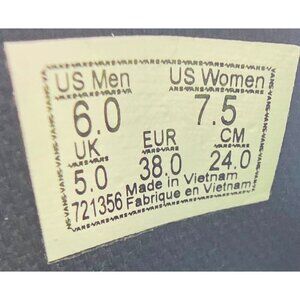 US Men US Women
6.0 7.5
UK EUR CM
5.0 38.0 24.0
Made in Vietnam
721356 Fabrique en Vietnam